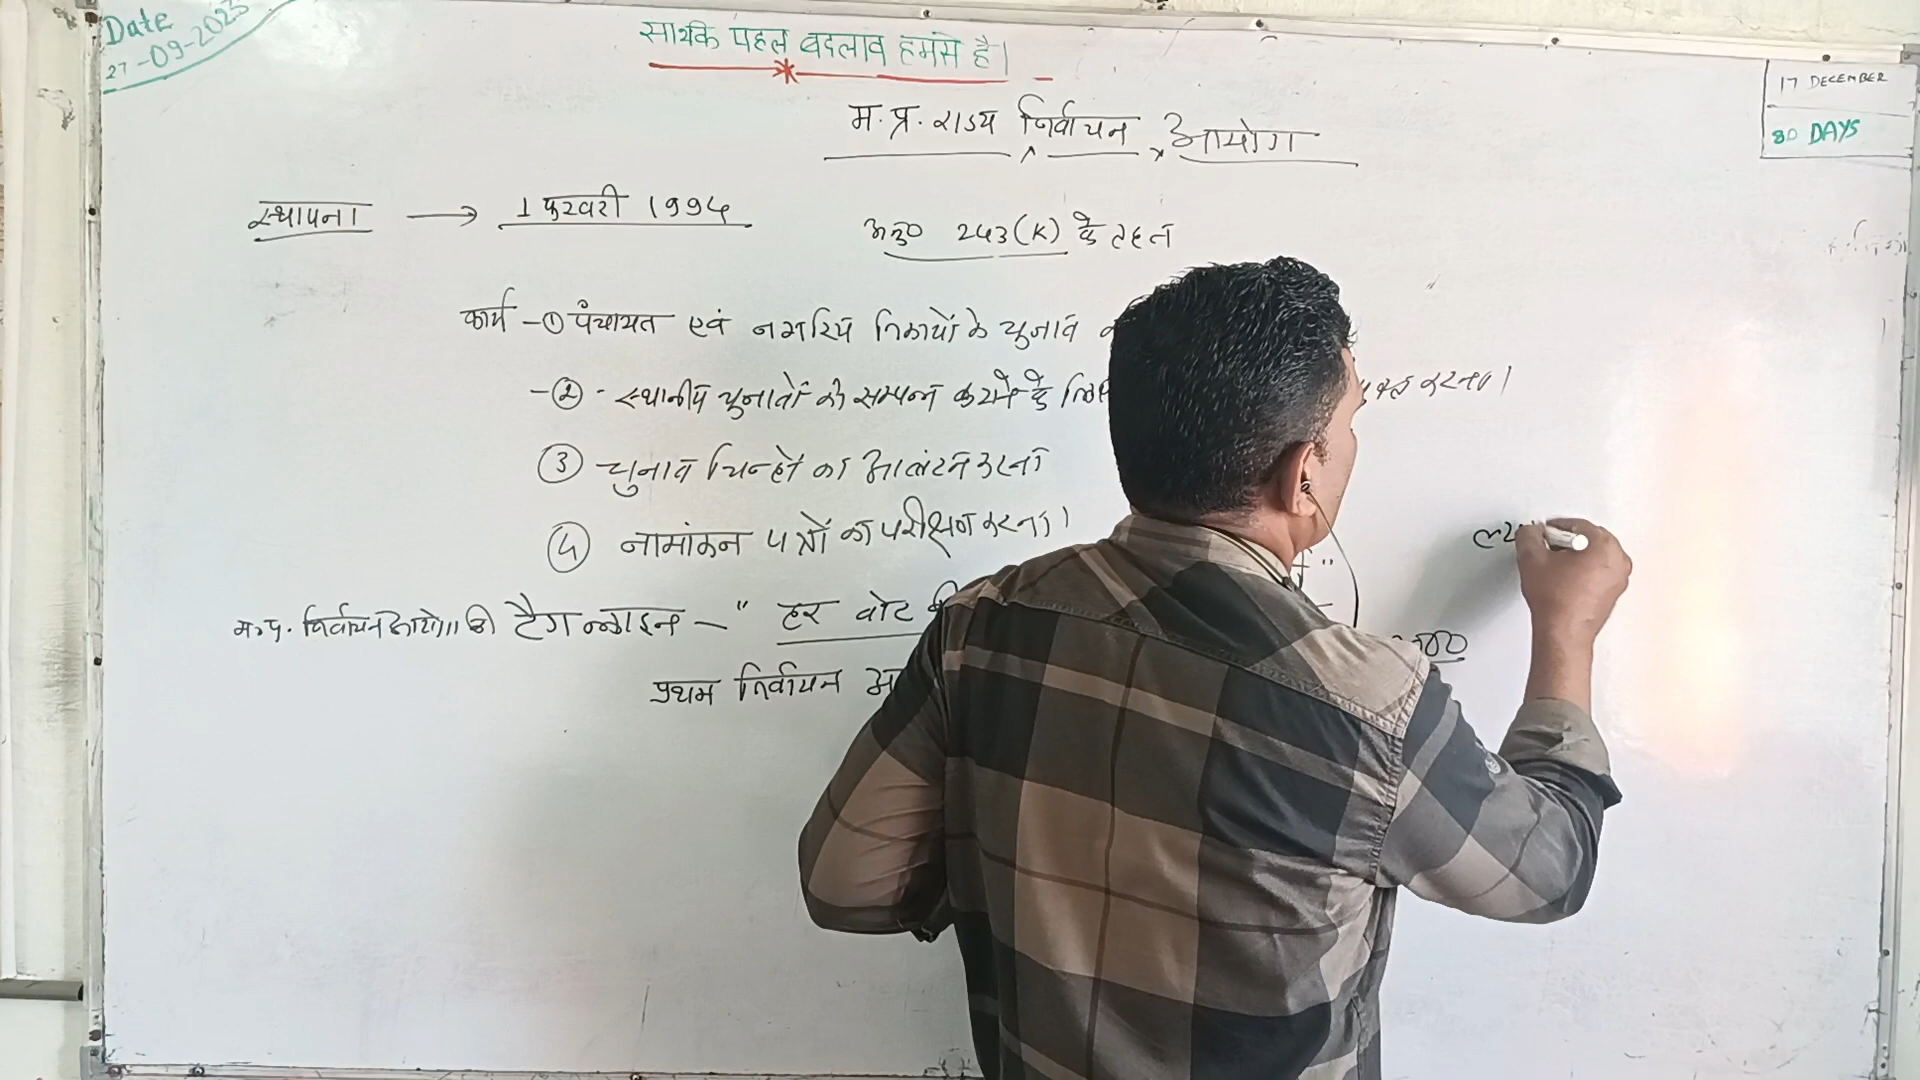 Date
27-09-2023
सार्थक पहल बदलाव हमसे है।
17 DECEMBER
80 DAYS
म.प्र. राज्य निर्वाचन आयोग
स्थापना → 1 फरवरी 1994
अनु० 243(K) के तहत
कार्य - ① पंचायत एवं नगरिय निकायों के चुनाव
- ② - स्थानीय चुनावों को सम्पन्न कराने के लिए करना।
③ चुनाव चिन्हों का आवंटन करना
④ नामांकन पत्रों का परीक्षण करना।
म.प्र. निर्वाचन आयोग की टैग लाइन - " हर वोट "
प्रथम निर्वाचन